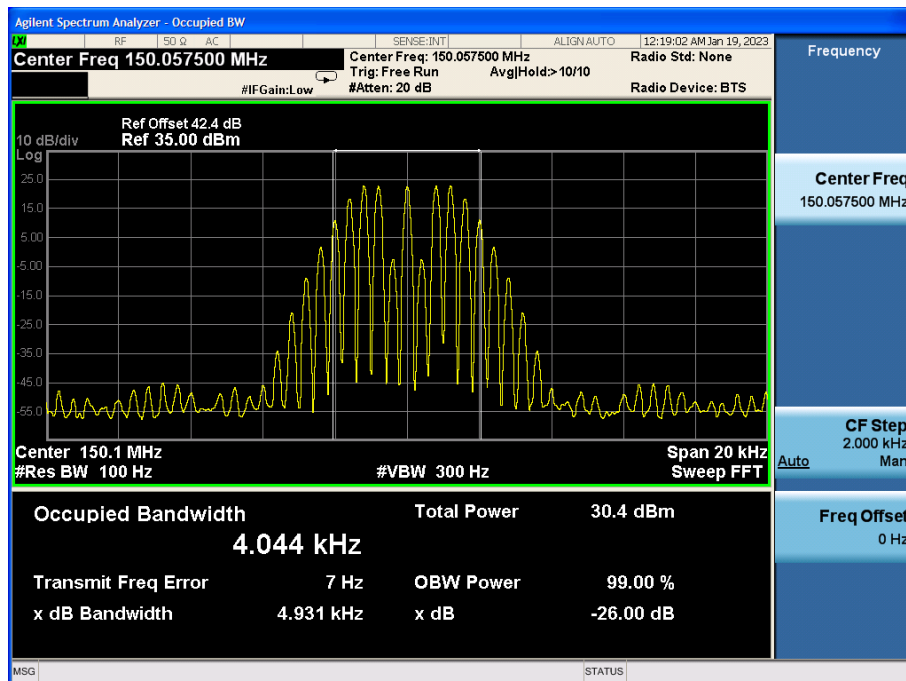 Agilent Spectrum Analyzer - Occupied BW
LXI RF 50 Ω AC SENSE:INT ALIGN AUTO 12:19:02 AM Jan 19, 2023
Center Freq 150.057500 MHz
Center Freq: 150.057500 MHz
Radio Std: None
Trig: Free Run Avg|Hold:>10/10
#IFGain:Low
#Atten: 20 dB
Radio Device: BTS
Ref Offset 42.4 dB
10 dB/div Ref 35.00 dBm
Log
25.0
15.0
5.00
-5.00
-15.0
-25.0
-35.0
-45.0
-55.0
Center 150.1 MHz Span 20 kHz
#Res BW 100 Hz #VBW 300 Hz Sweep FFT
Occupied Bandwidth Total Power 30.4 dBm
4.044 kHz
Transmit Freq Error 7 Hz OBW Power 99.00 %
x dB Bandwidth 4.931 kHz x dB -26.00 dB
MSG STATUS
Frequency
Center Freq
150.057500 MHz
CF Step
2.000 kHz
Auto Man
Freq Offset
0 Hz